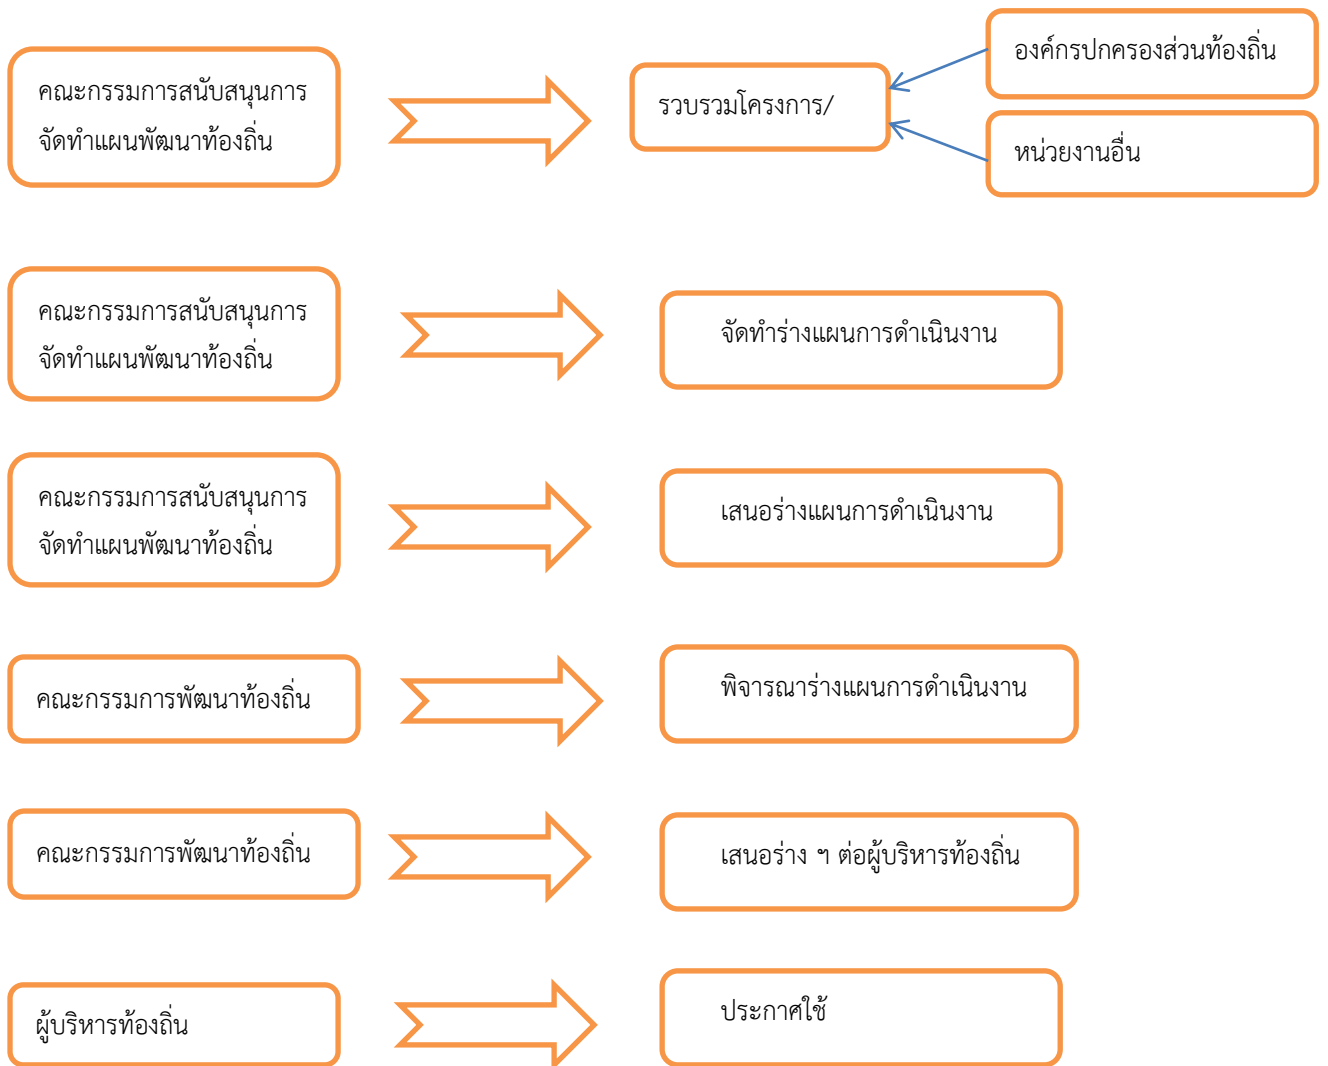 คณะกรรมการสนับสนุนการ
จัดทำแผนพัฒนาท้องถิ่น
รวบรวมโครงการ/
องค์กรปกครองส่วนท้องถิ่น
หน่วยงานอื่น
คณะกรรมการสนับสนุนการ
จัดทำแผนพัฒนาท้องถิ่น
จัดทำร่างแผนการดำเนินงาน
คณะกรรมการสนับสนุนการ
จัดทำแผนพัฒนาท้องถิ่น
เสนอร่างแผนการดำเนินงาน
คณะกรรมการพัฒนาท้องถิ่น
พิจารณาร่างแผนการดำเนินงาน
คณะกรรมการพัฒนาท้องถิ่น
เสนอร่าง ฯ ต่อผู้บริหารท้องถิ่น
ผู้บริหารท้องถิ่น
ประกาศใช้